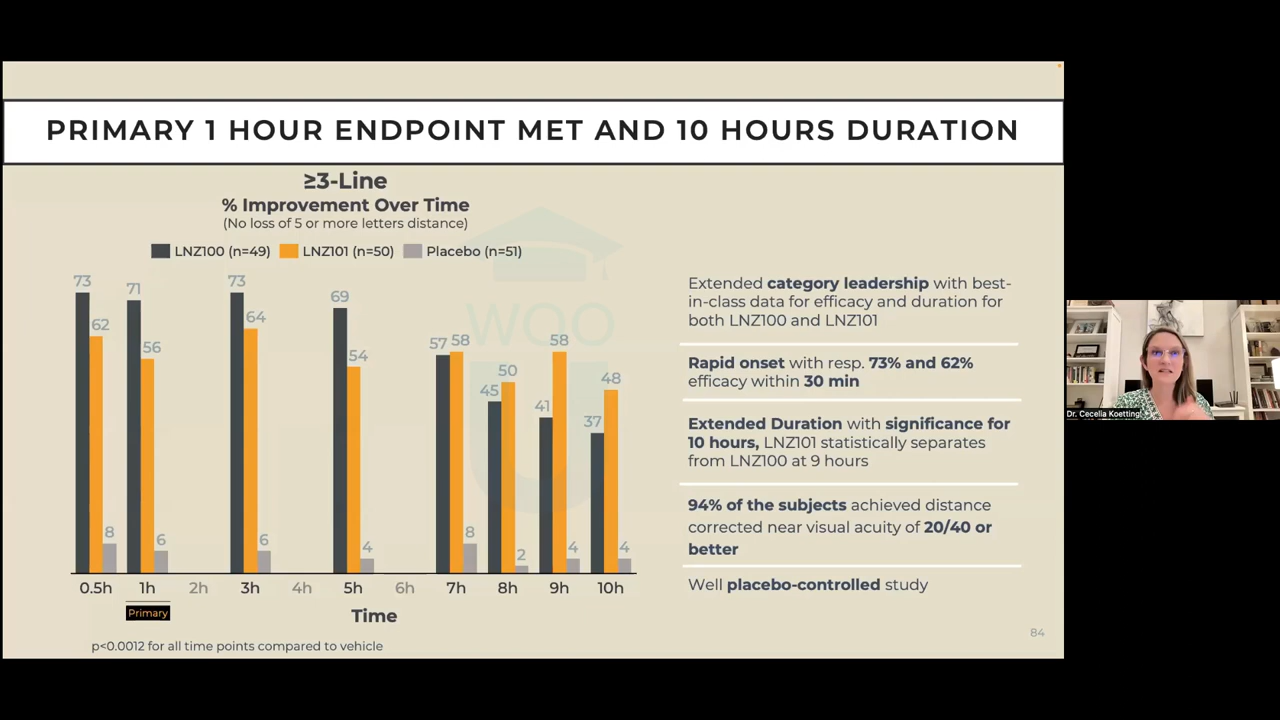 PRIMARY 1 HOUR ENDPOINT MET AND 10 HOURS DURATION
≥3-Line
% Improvement Over Time
(No loss of 5 or more letters distance)
LNZ100 (n=49) LNZ101 (n=50) Placebo (n=51)
73 62 8
71 56 6
73 64 6
69 54 4
57 58 8
45 50 2
41 58 4
37 48 4
0.5h 1h 2h 3h 4h 5h 6h 7h 8h 9h 10h
Primary
Time
p<0.0012 for all time points compared to vehicle
WOO
U
Extended category leadership with best-
in-class data for efficacy and duration for
both LNZ100 and LNZ101
Rapid onset with resp. 73% and 62%
efficacy within 30 min
Extended Duration with significance for
10 hours, LNZ101 statistically separates
from LNZ100 at 9 hours
94% of the subjects achieved distance
corrected near visual acuity of 20/40 or
better
Well placebo-controlled study
84
Dr. Cecelia Koetting